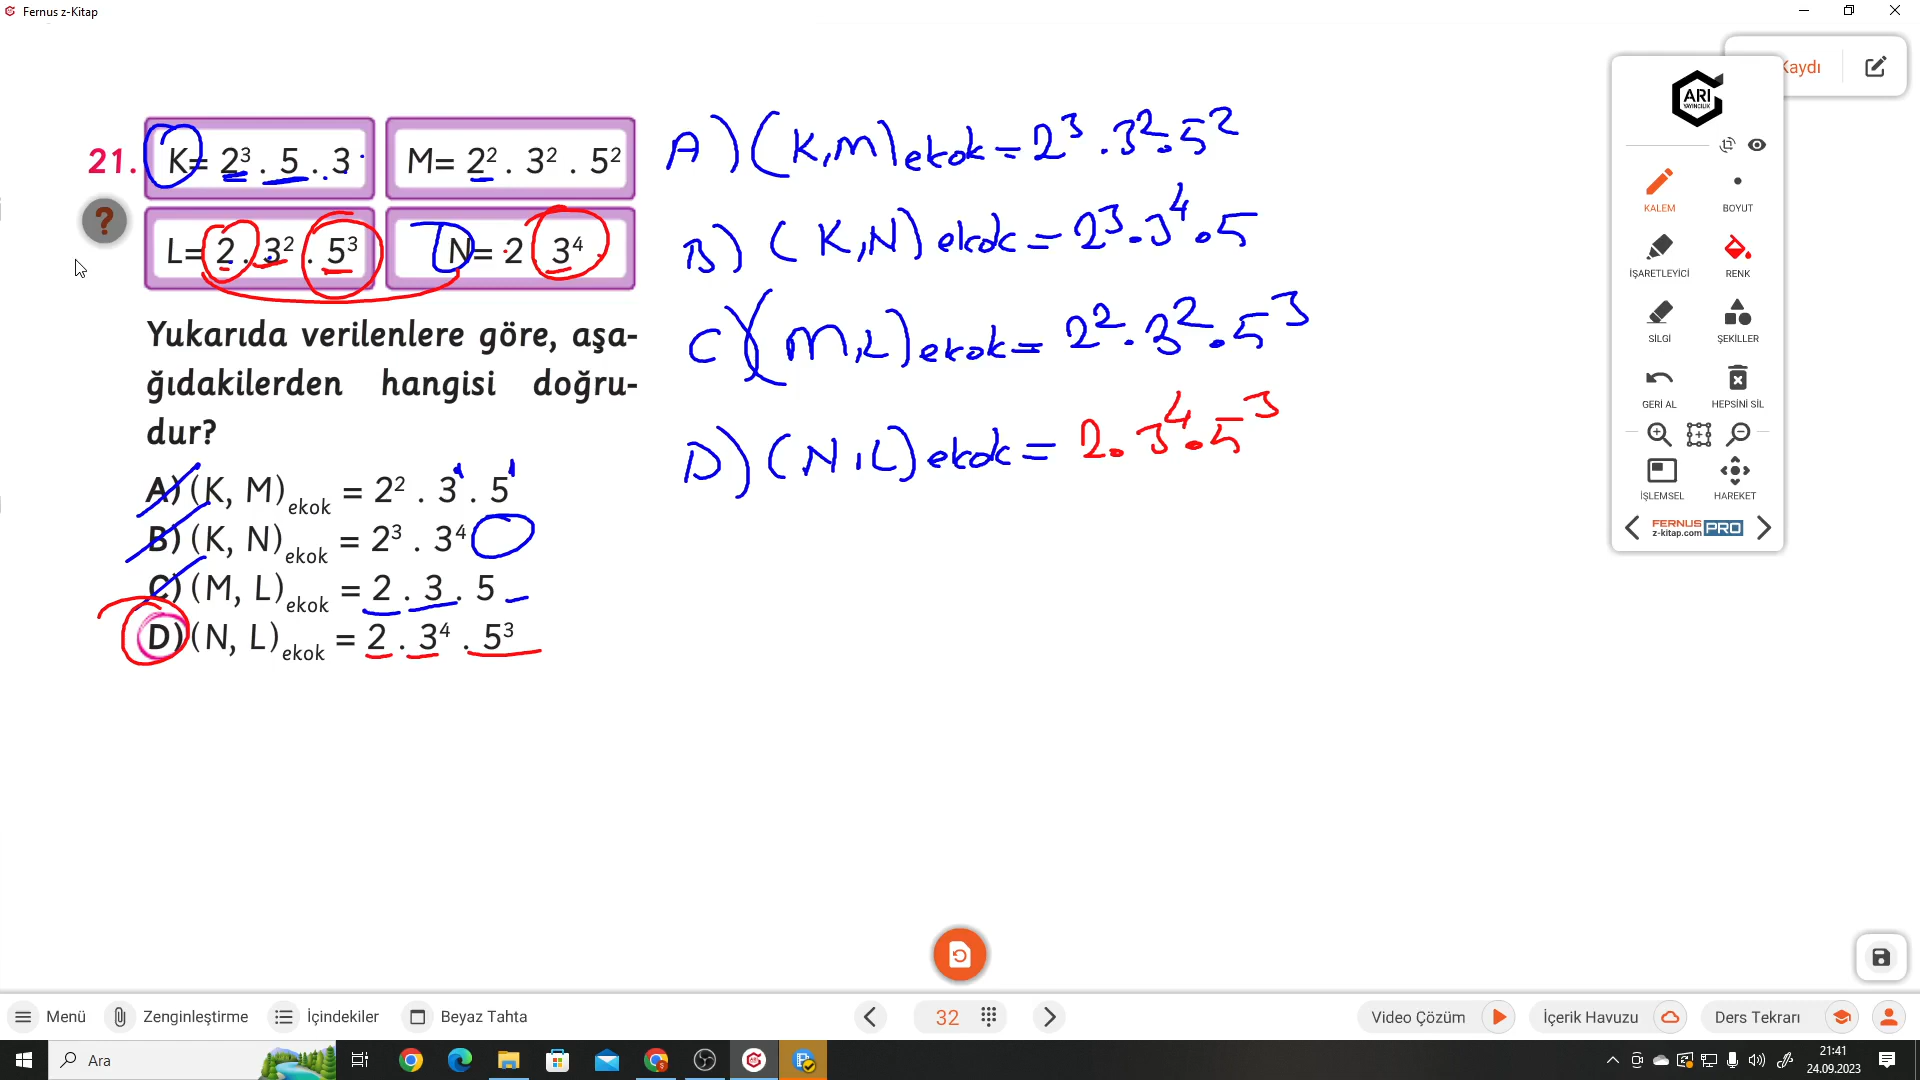 Fernus z-Kitap
Kaydı
ARI
YAYINCILIK
21.
K= 2³ . 5 . 3
M= 2² . 3² . 5²
L= 2 . 3² . 5³
N= 2 3⁴
Yukarıda verilenlere göre, aşa-
ğıdakilerden hangisi doğru-
dur?
A) (K, M)ekok = 2² . 3 . 5
B) (K, N)ekok = 2³ . 3⁴
C) (M, L)ekok = 2 . 3 . 5
D) (N, L)ekok = 2 . 3⁴ . 5³
A) (K,M)ekok = 2³ . 3² . 5²
B) (K,N) ekok = 2³ . 3⁴ . 5
C) (M,L)ekok = 2² . 3² . 5³
D) (N,L)ekok = 2 . 3⁴ . 5³
KALEM
BOYUT
İŞARETLEYİCİ
RENK
SİLGİ
ŞEKİLLER
GERİ AL
HEPSİNİ SİL
İŞLEMSEL
HAREKET
FERNUS
z-kitap.com PRO
Menü
Zenginleştirme
İçindekiler
Beyaz Tahta
32
Video Çözüm
İçerik Havuzu
Ders Tekrarı
Ara
21:41
24.09.2023